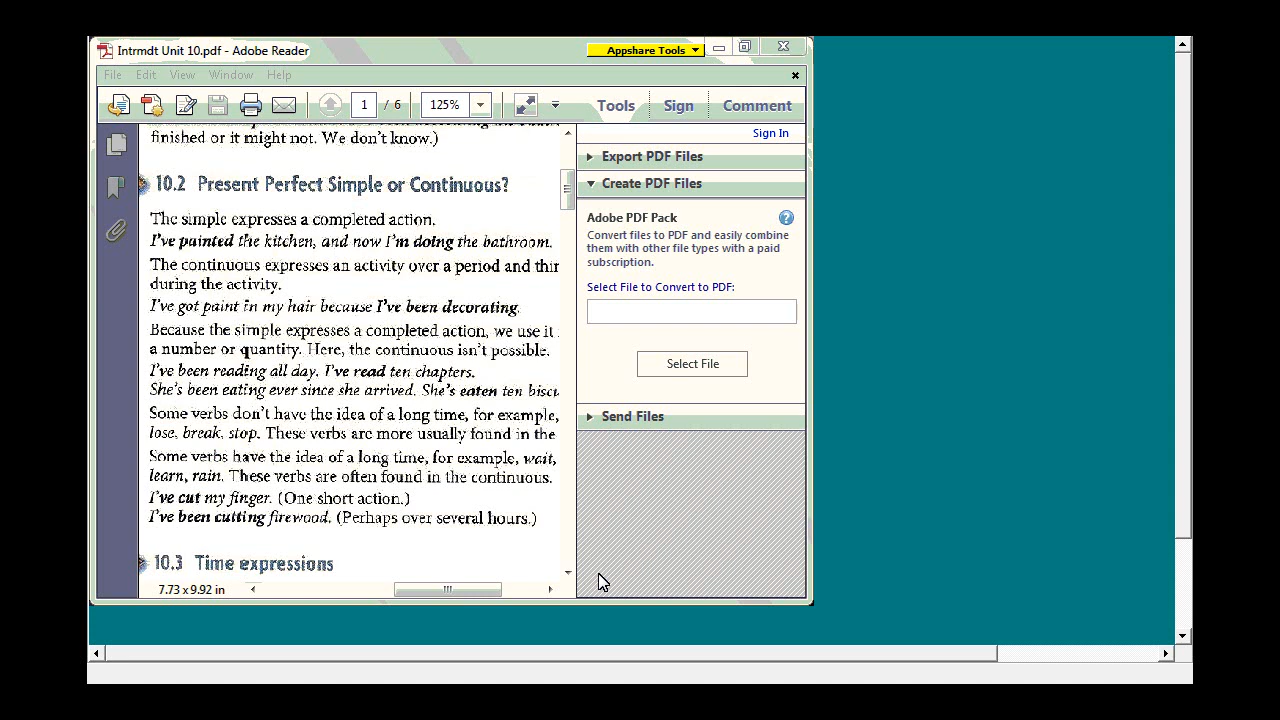 Intrmdt Unit 10.pdf - Adobe Reader
Appshare Tools
File Edit View Window Help
1 / 6 125% Tools Sign Comment
finished or it might not. We don't know.)
10.2 Present Perfect Simple or Continuous?
The simple expresses a completed action.
I've painted the kitchen, and now I'm doing the bathroom.
The continuous expresses an activity over a period and thin
during the activity.
I've got paint in my hair because I've been decorating.
Because the simple expresses a completed action, we use it
a number or quantity. Here, the continuous isn't possible.
I've been reading all day. I've read ten chapters.
She's been eating ever since she arrived. She's eaten ten biscu
Some verbs don't have the idea of a long time, for example,
lose, break, stop. These verbs are more usually found in the
Some verbs have the idea of a long time, for example, wait,
learn, rain. These verbs are often found in the continuous.
I've cut my finger. (One short action.)
I've been cutting firewood. (Perhaps over several hours.)
10.3 Time expressions
7.73 x 9.92 in
Sign In
Export PDF Files
Create PDF Files
Adobe PDF Pack
Convert files to PDF and easily combine
them with other file types with a paid
subscription.
Select File to Convert to PDF:
Select File
Send Files